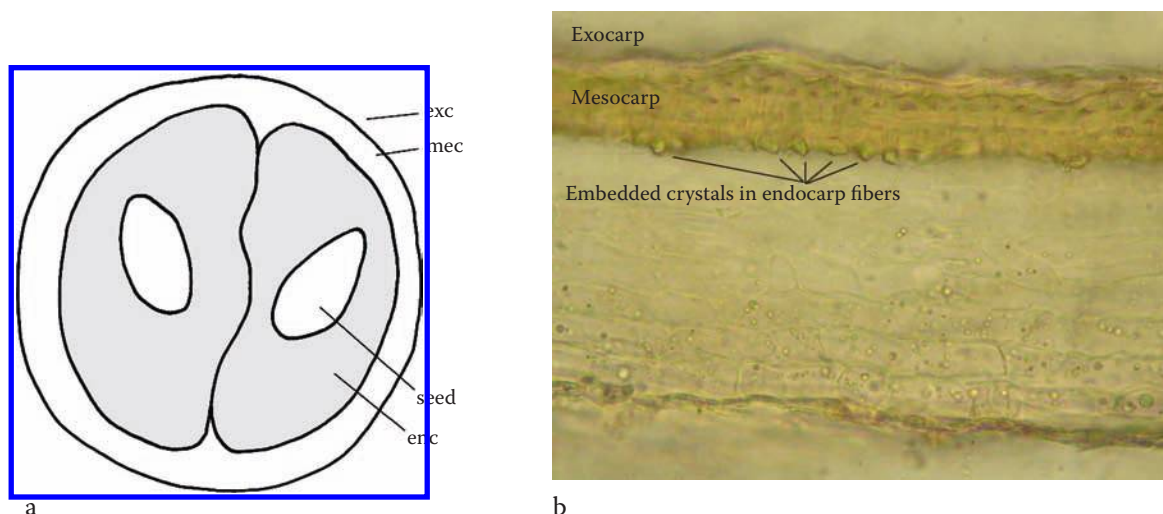 exc
mec
seed
enc
a
Exocarp
Mesocarp
Embedded crystals in endocarp fibers
b